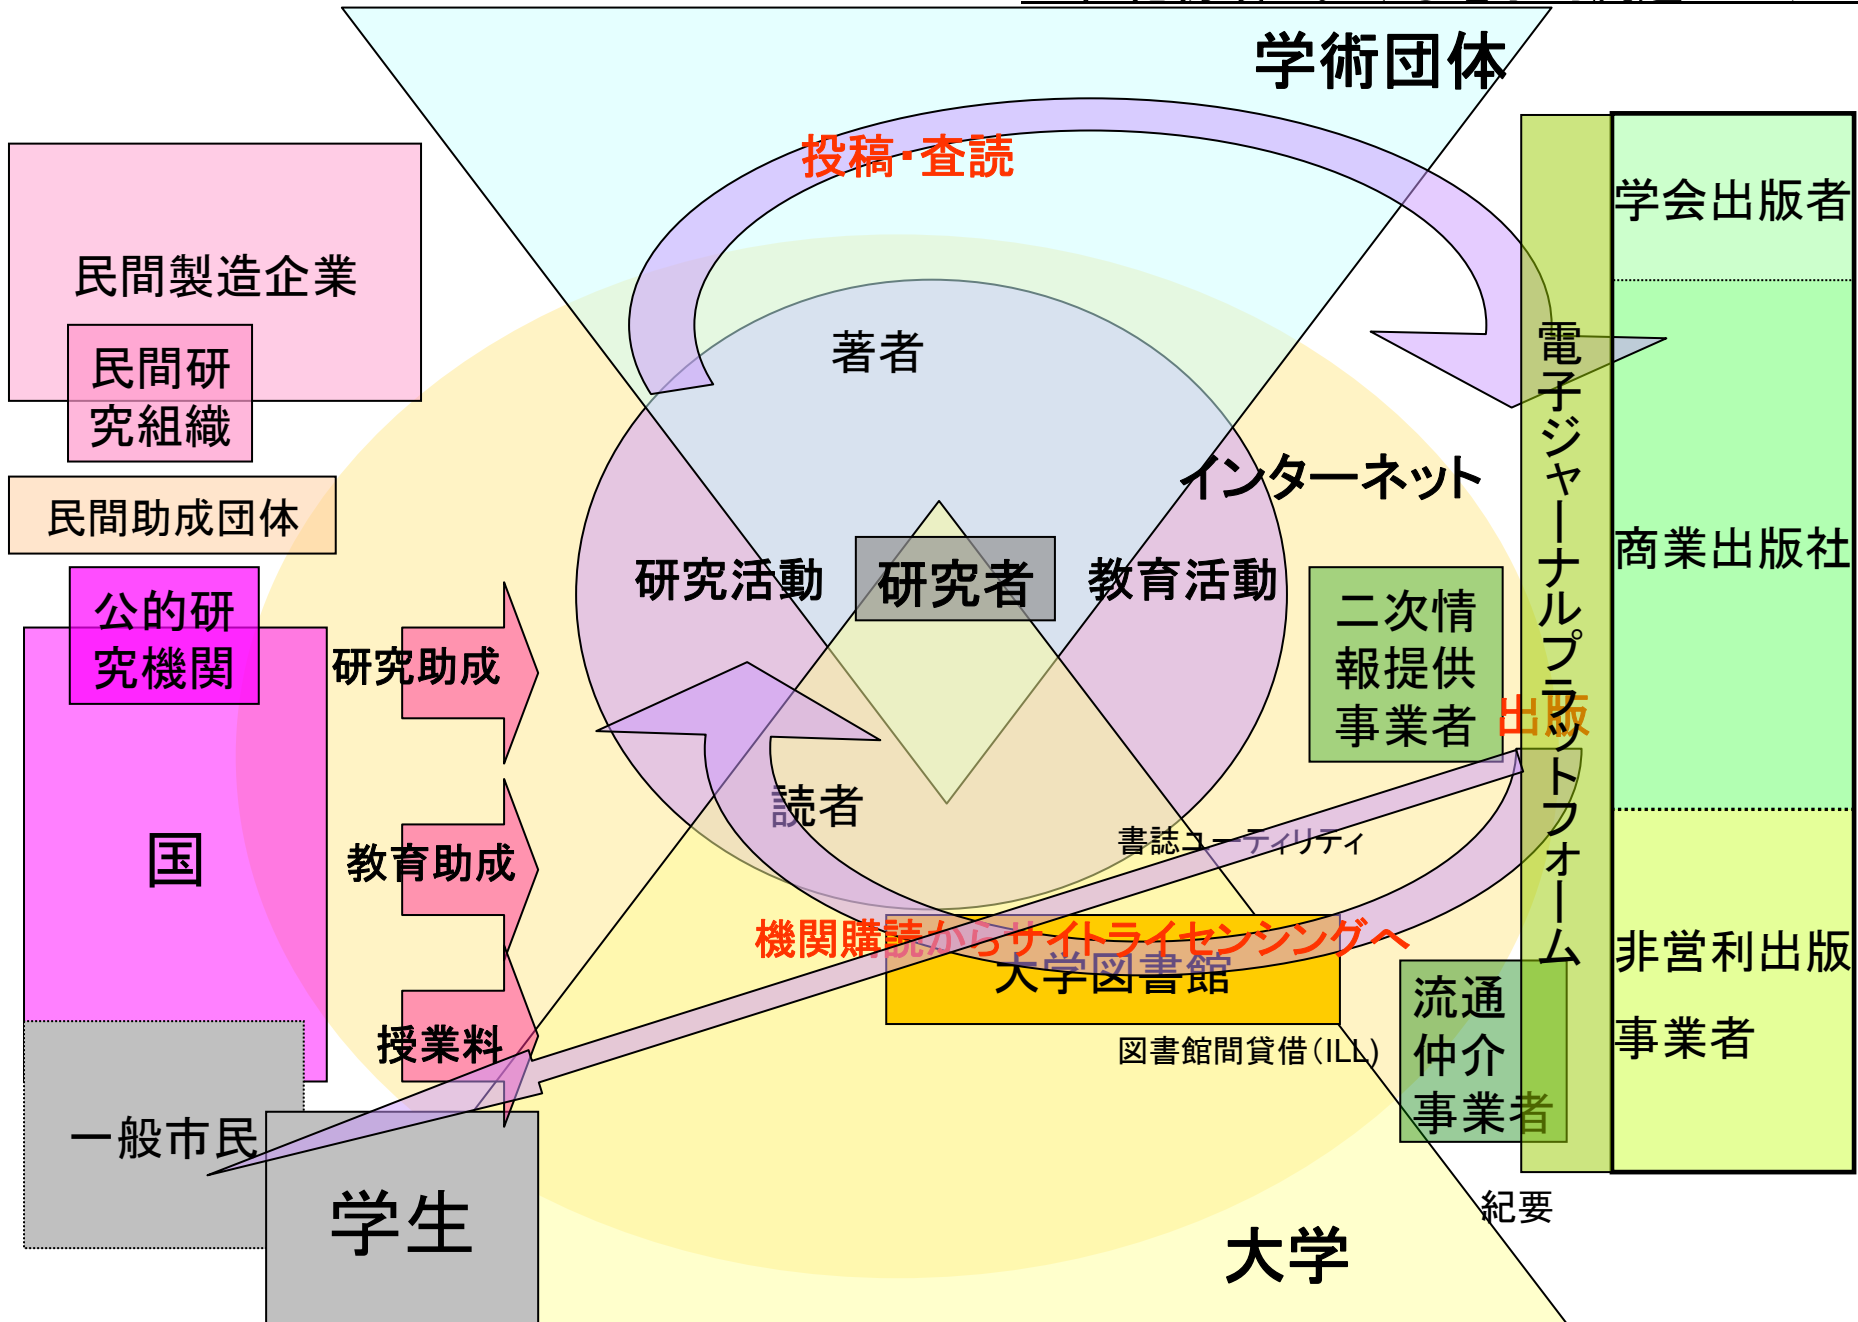 学術団体
投稿・査読
学会出版者
民間製造企業
著者
民間研
究組織
電子ジャーナルプラットフォーム
インターネット
民間助成団体
商業出版社
研究活動
研究者
教育活動
公的研
究機関
二次情
報提供
事業者
研究助成
出版
国
教育助成
読者
書誌ユーティリティ
機関購読からサイトライセンシングへ
大学図書館
非営利出版
事業者
流通
仲介
事業者
授業料
図書館間貸借(ILL)
一般市民
学生
紀要
大学